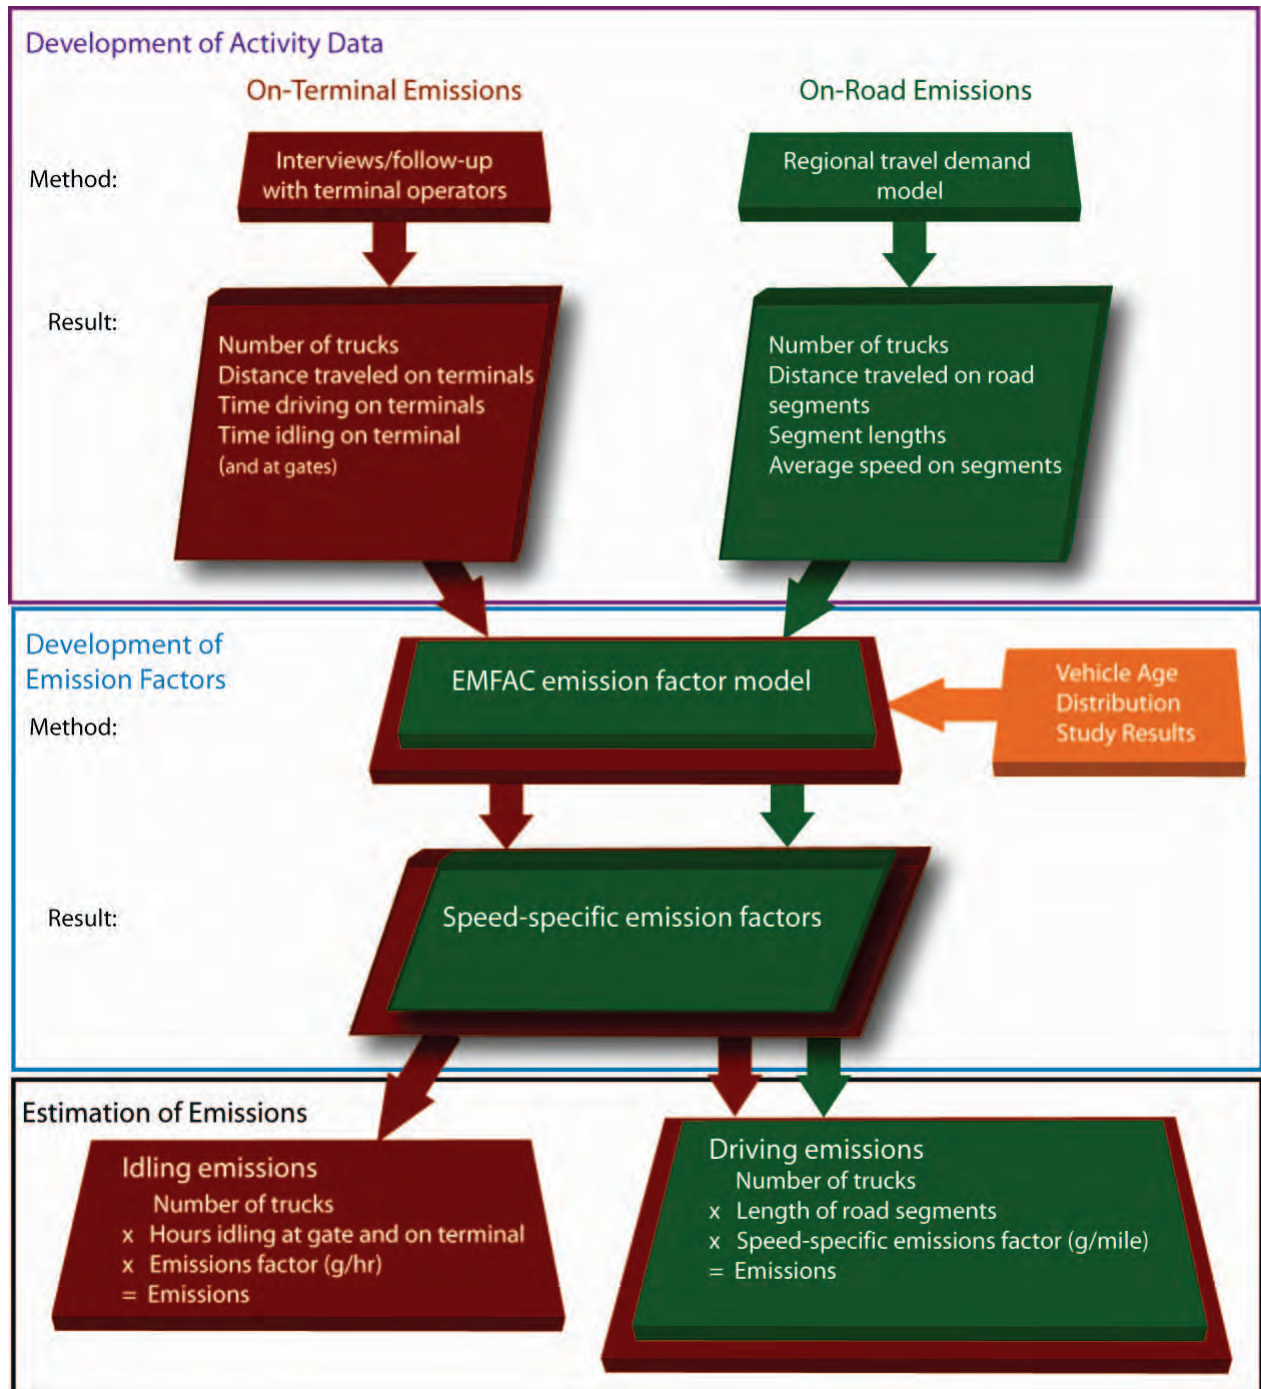 Development of Activity Data
On-Terminal Emissions
On-Road Emissions
Method:
Interviews/follow-up
with terminal operators
Regional travel demand
model
Result:
Number of trucks
Distance traveled on terminals
Time driving on terminals
Time idling on terminal
(and at gates)
Number of trucks
Distance traveled on road
segments
Segment lengths
Average speed on segments
Development of
Emission Factors
Method:
EMFAC emission factor model
Vehicle Age
Distribution
Study Results
Result:
Speed-specific emission factors
Estimation of Emissions
Idling emissions
Number of trucks
x Hours idling at gate and on terminal
x Emissions factor (g/hr)
= Emissions
Driving emissions
Number of trucks
x Length of road segments
x Speed-specific emissions factor (g/mile)
= Emissions